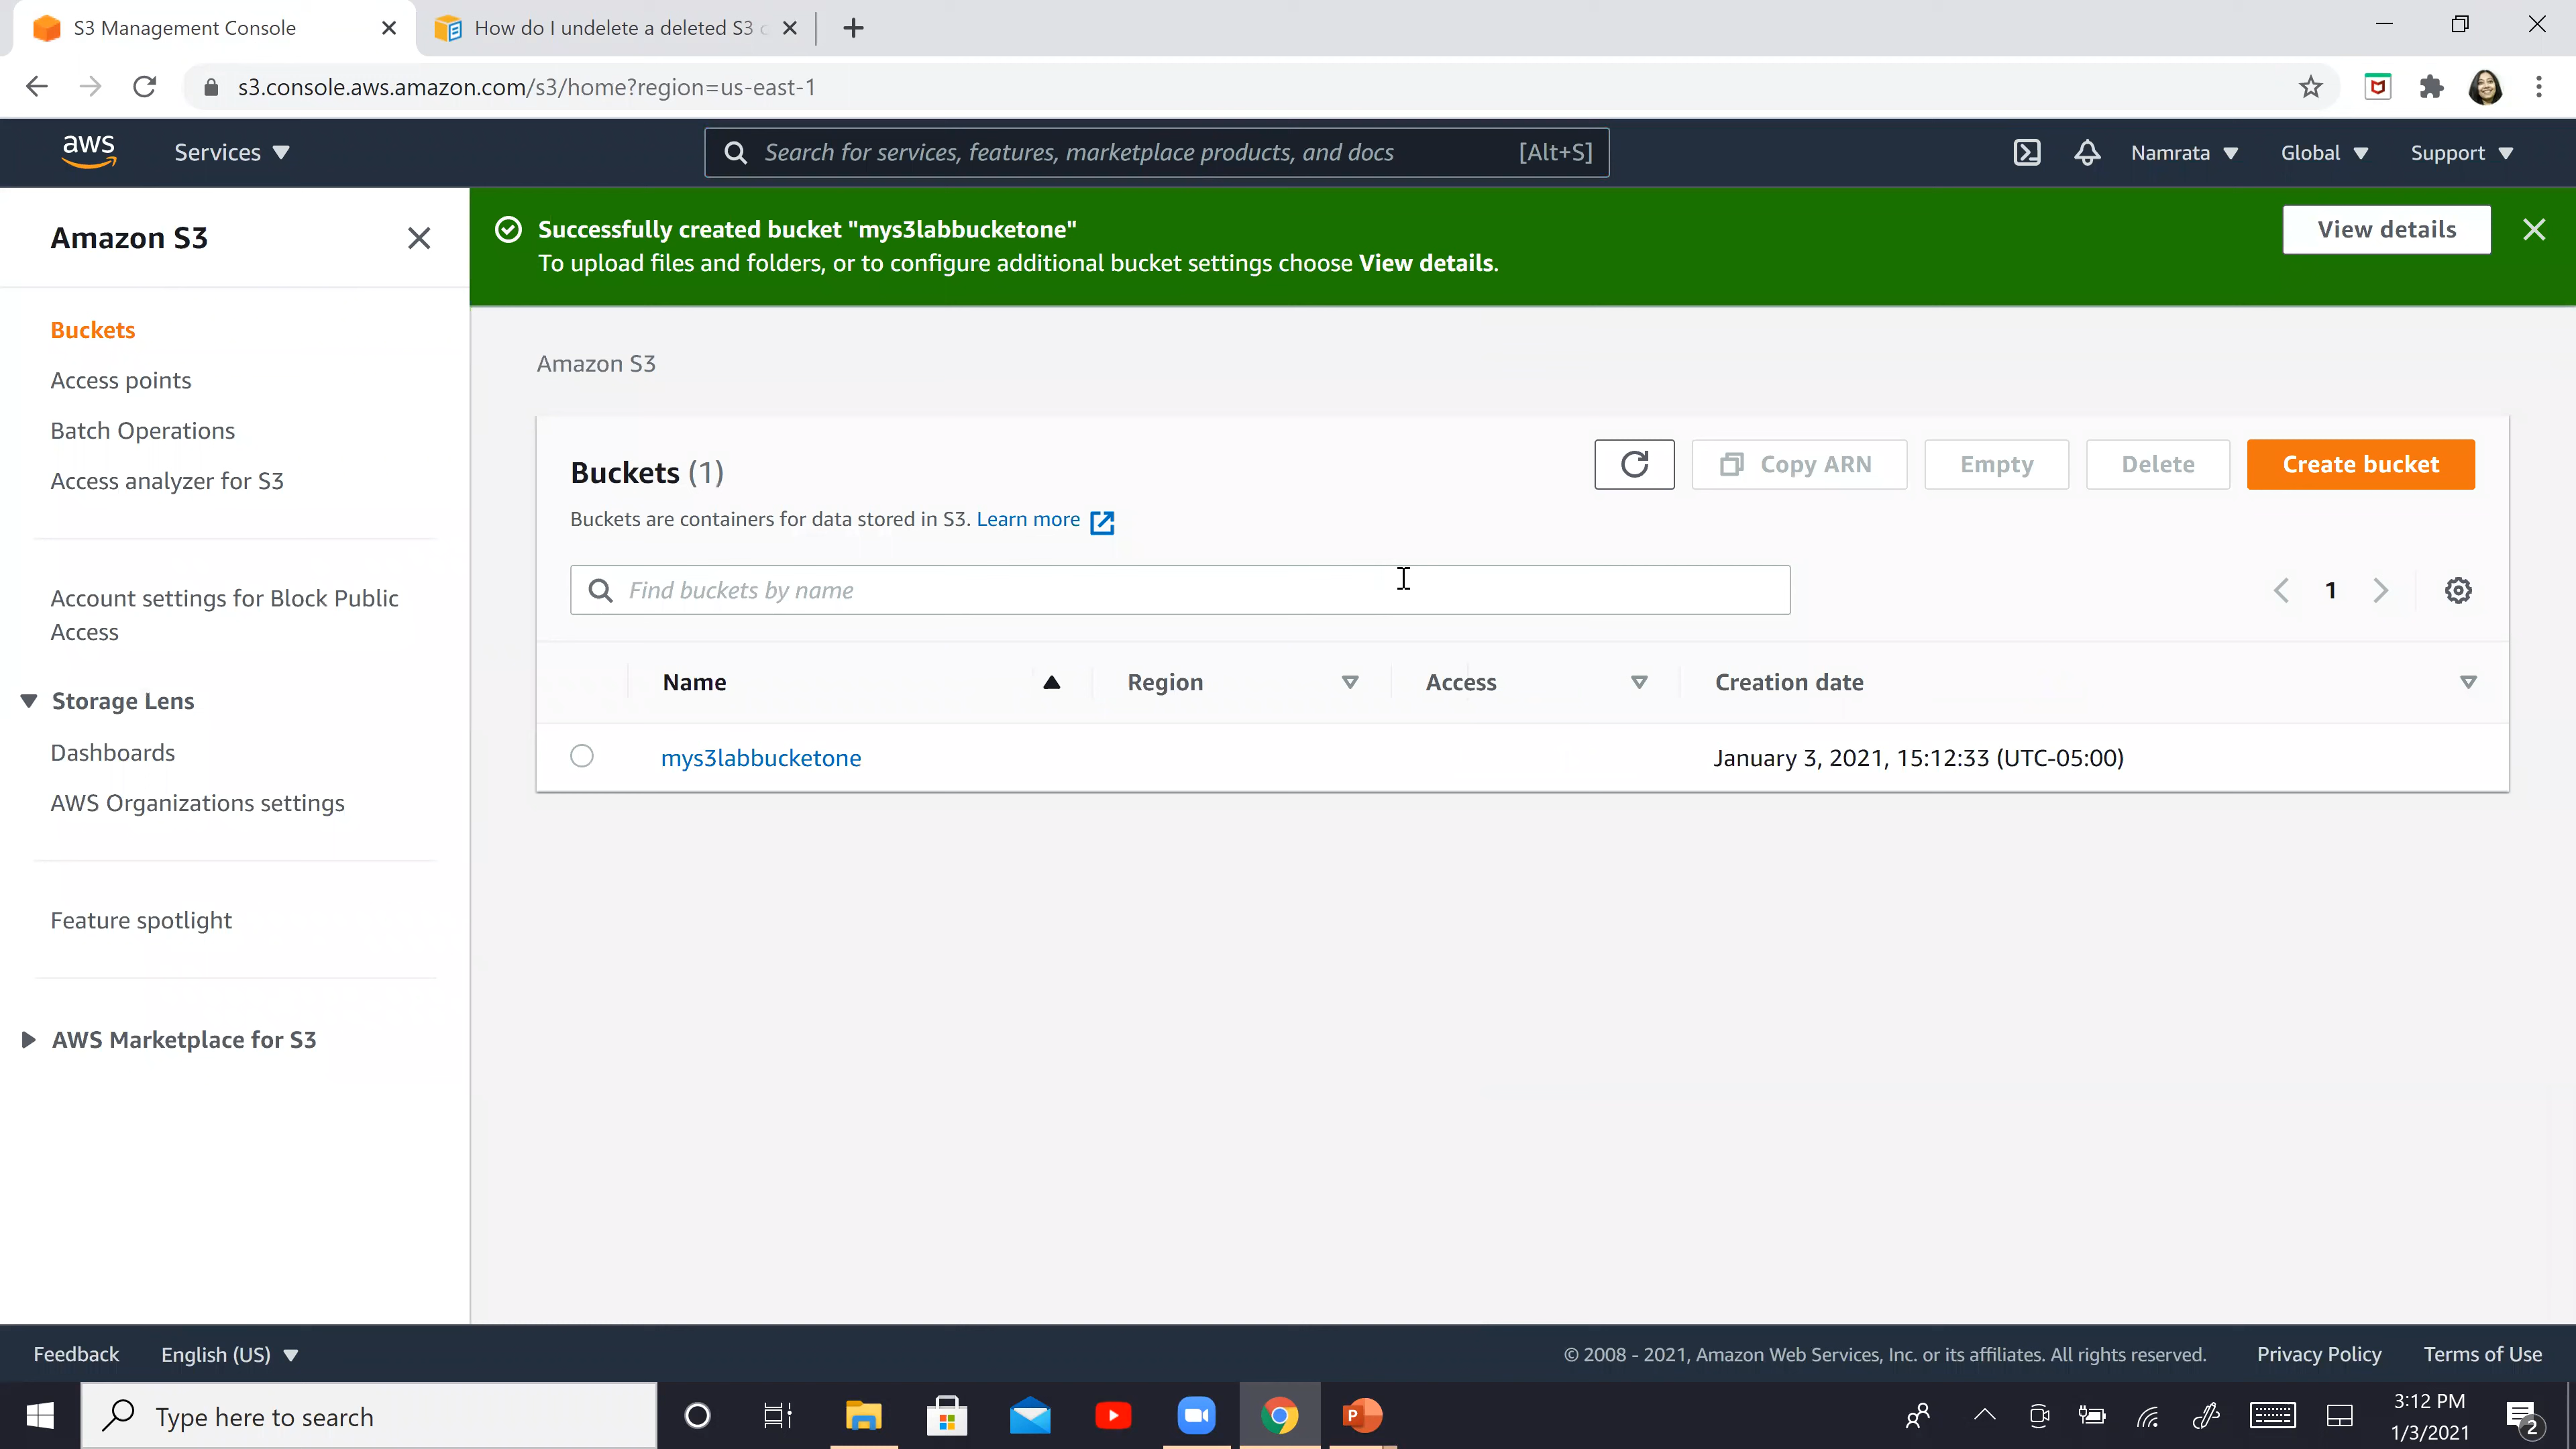 S3 Management Console
How do I undelete a deleted S3
s3.console.aws.amazon.com/s3/home?region=us-east-1
aws
Services
Search for services, features, marketplace products, and docs [Alt+S]
Namrata
Global
Support
Amazon S3
Successfully created bucket "mys3labbucketone"
To upload files and folders, or to configure additional bucket settings choose View details.
View details
Buckets
Access points
Batch Operations
Access analyzer for S3
Account settings for Block Public
Access
Storage Lens
Dashboards
AWS Organizations settings
Feature spotlight
AWS Marketplace for S3
Amazon S3
Buckets (1)
Copy ARN
Empty
Delete
Create bucket
Buckets are containers for data stored in S3. Learn more
Find buckets by name
1
Name Region Access Creation date
mys3labbucketone January 3, 2021, 15:12:33 (UTC-05:00)
Feedback
English (US)
© 2008 - 2021, Amazon Web Services, Inc. or its affiliates. All rights reserved.
Privacy Policy
Terms of Use
Type here to search
3:12 PM
1/3/2021
2